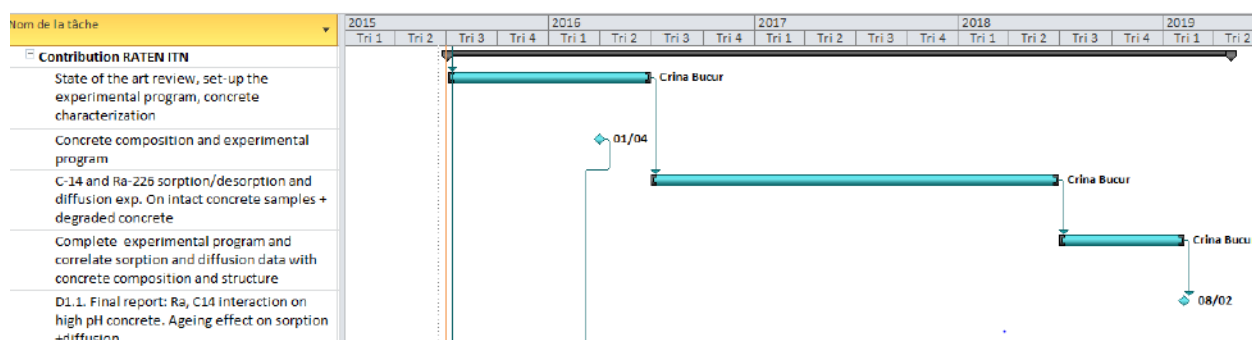 Nom de la tâche
2015 2016 2017 2018 2019
Tri 1 Tri 2 Tri 3 Tri 4 Tri 1 Tri 2 Tri 3 Tri 4 Tri 1 Tri 2 Tri 3 Tri 4 Tri 1 Tri 2 Tri 3 Tri 4 Tri 1 Tri 2
Contribution RATEN ITN
State of the art review, set-up the
experimental program, concrete
characterization
Crina Bucur
Concrete composition and experimental
program
01/04
C-14 and Ra-226 sorption/desorption and
diffusion exp. On intact concrete samples +
degraded concrete
Crina Bucur
Complete experimental program and
correlate sorption and diffusion data with
concrete composition and structure
Crina Bucu
D1.1. Final report: Ra, C14 interaction on
high pH concrete. Ageing effect on sorption
+diffusion
08/02